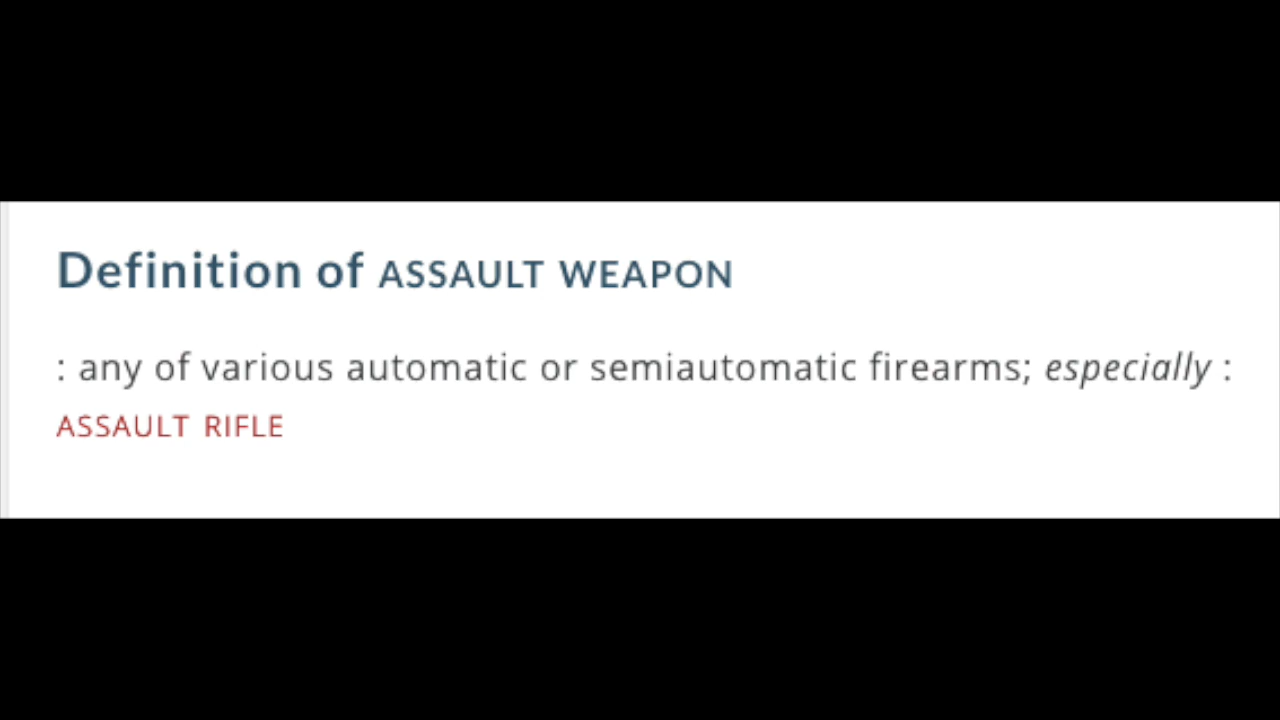 Definition of ASSAULT WEAPON
: any of various automatic or semiautomatic firearms; especially :
ASSAULT RIFLE